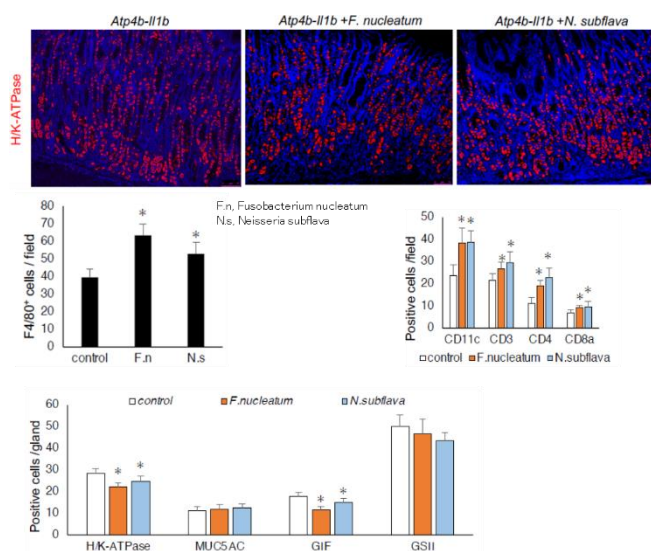 Atp4b-Il1b
Atp4b-Il1b +F. nucleatum
Atp4b-Il1b +N. subflava
H/K-ATPase
F.n, Fusobacterium nucleatum
N.s, Neisseria subflava
F4/80⁺ cells / field
80
70
60
50
40
30
20
10
0
* *
control F.n N.s
Positive cells /field
50
40
30
20
10
0
* * * * * * * *
CD11c CD3 CD4 CD8a
control F.nucleatum N.subflava
control F.nucleatum N.subflava
Positive cells /gland
60
50
40
30
20
10
0
* * * *
H/K-ATPase MUC5AC GIF GSII